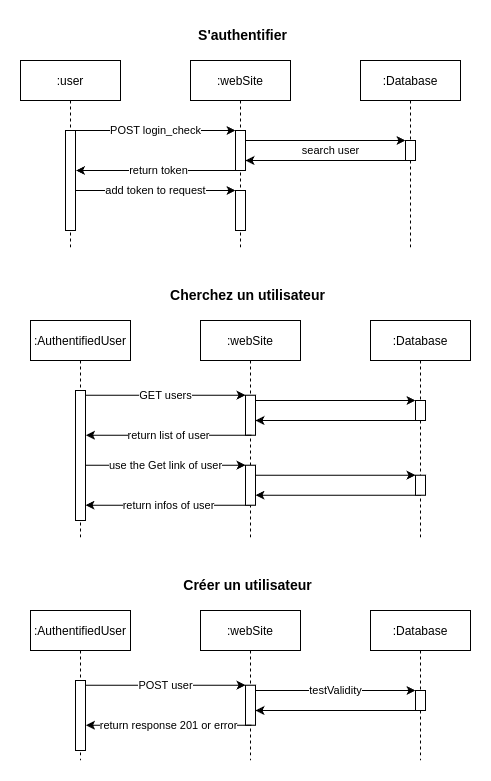 S'authentifier
:user
:webSite
:Database
POST login_check
search user
return token
add token to request
Cherchez un utilisateur
:AuthentifiedUser
:webSite
:Database
GET users
return list of user
use the Get link of user
return infos of user
Créer un utilisateur
:AuthentifiedUser
:webSite
:Database
POST user
testValidity
return response 201 or error